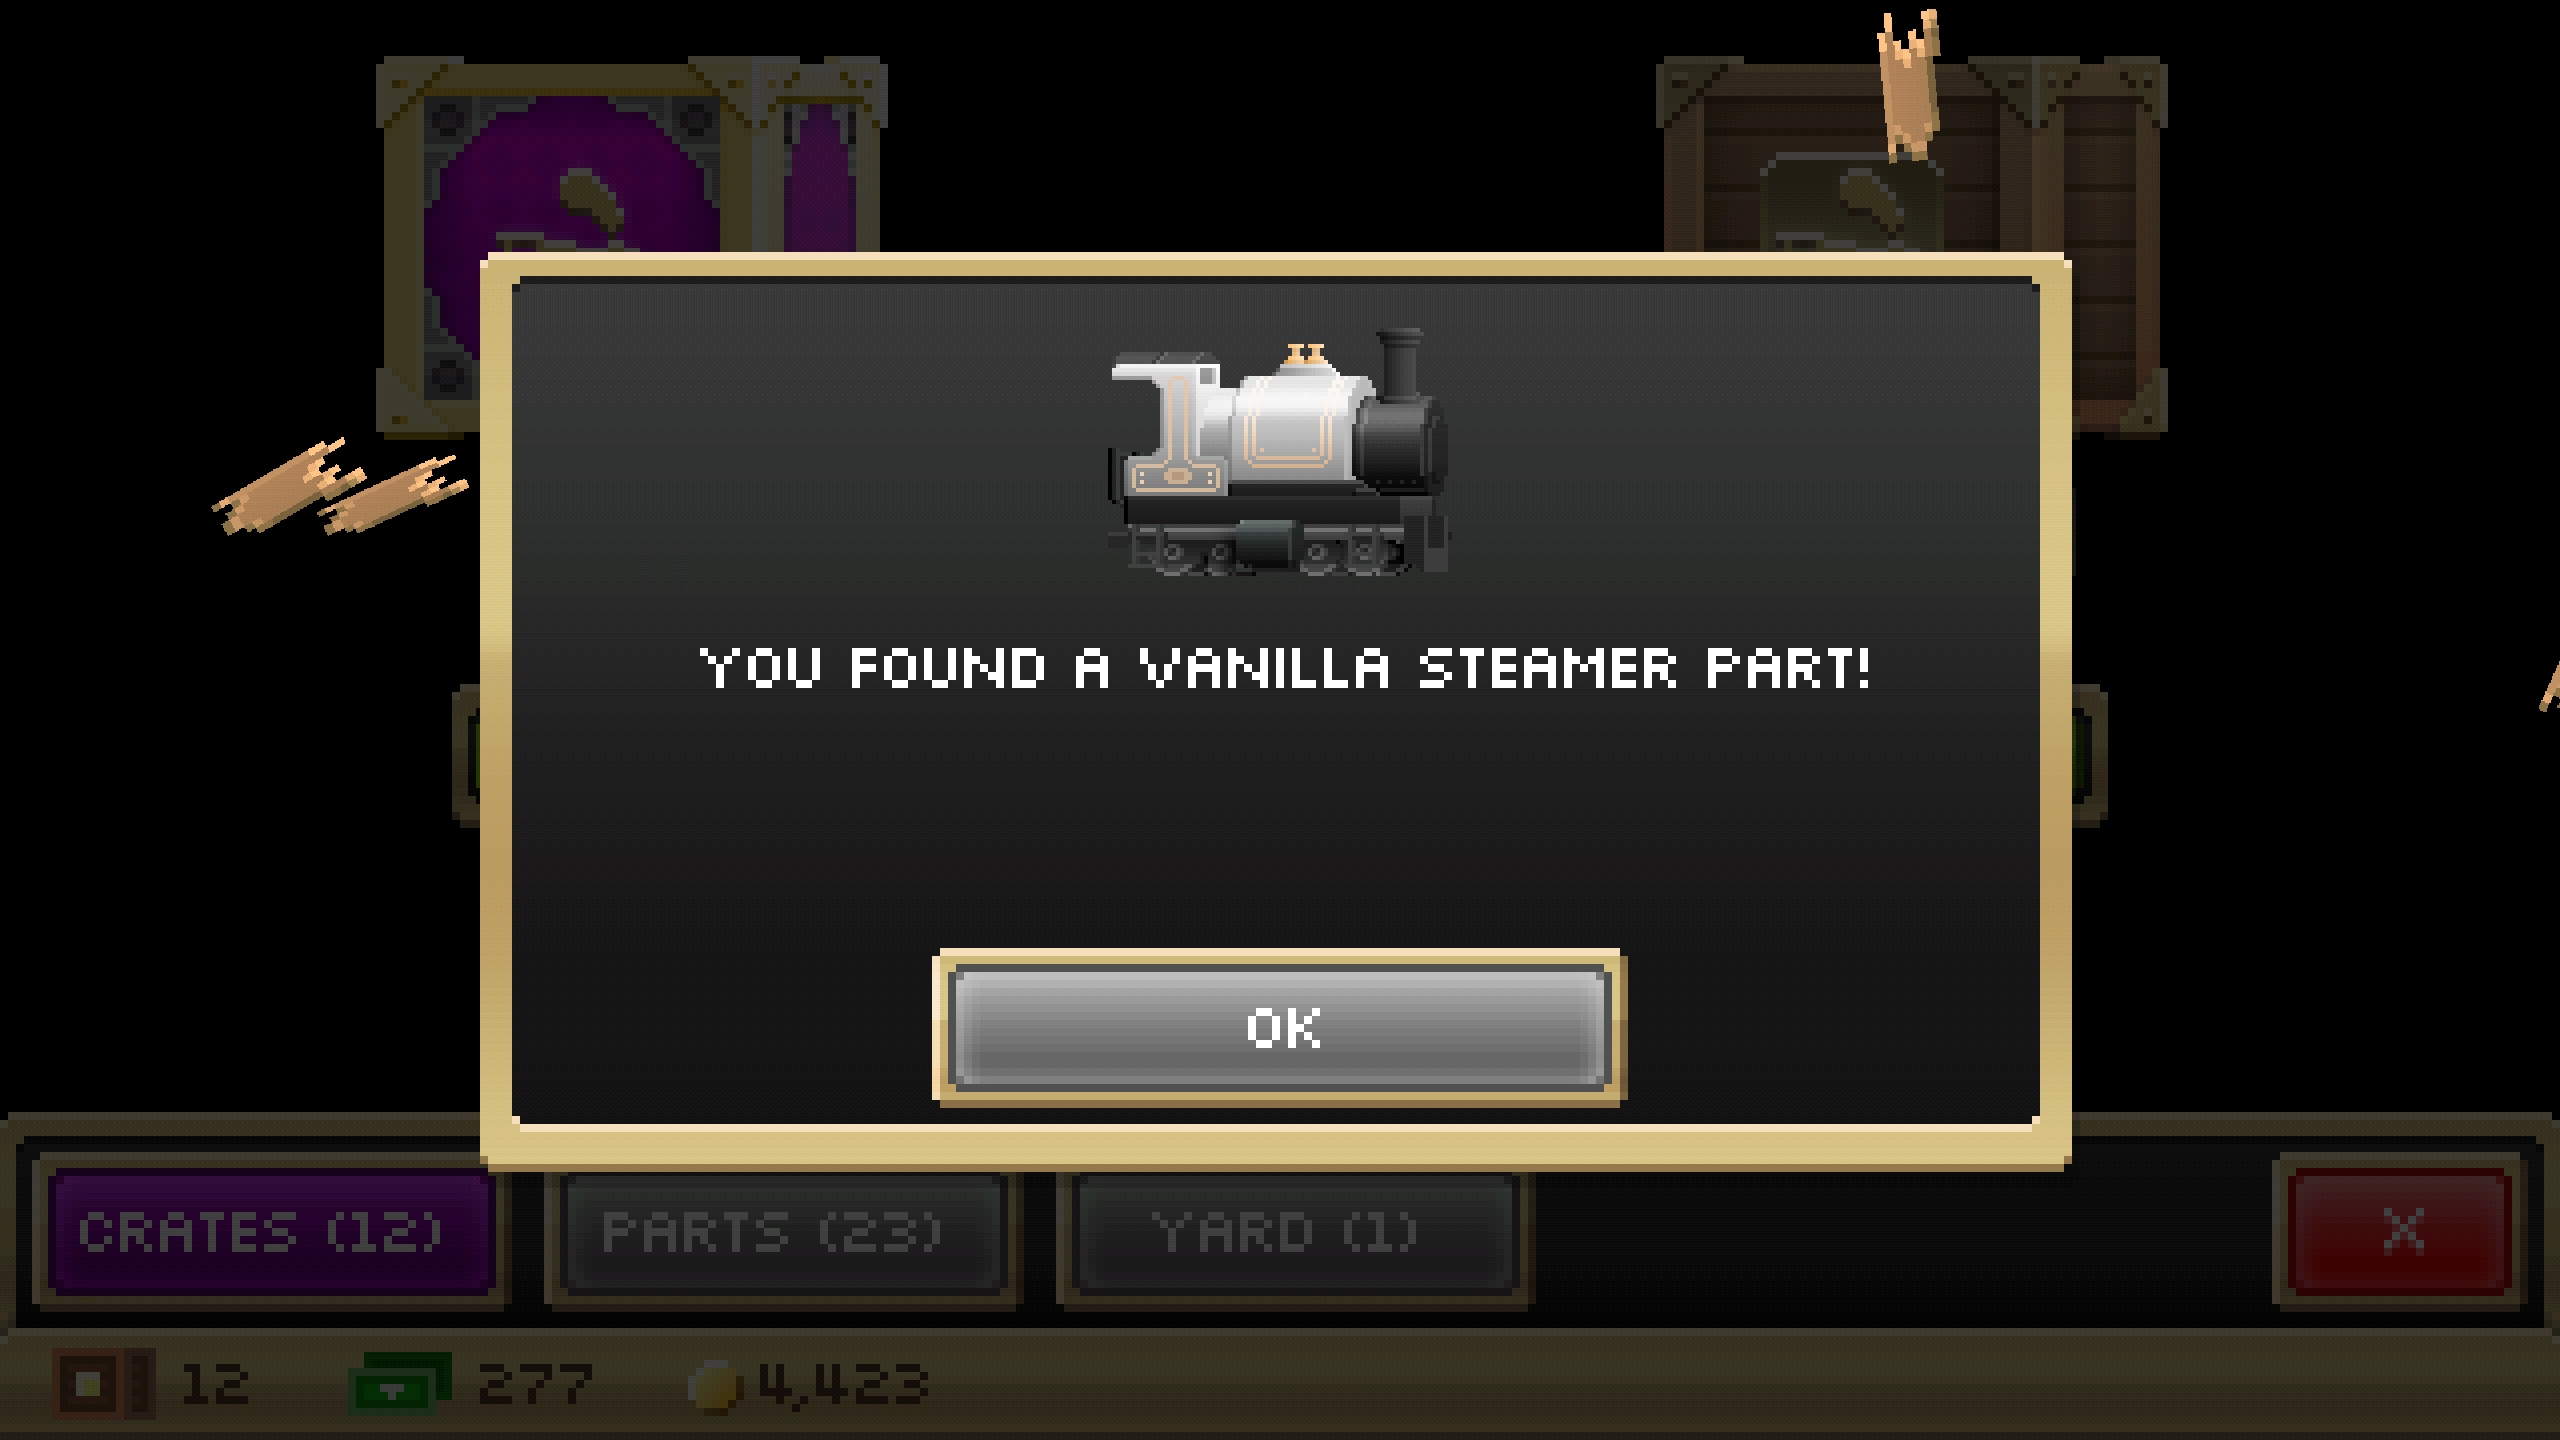 YOU FOUND A VANILLA STEAMER PART!
OK
CRATES (12)
PARTS (23)
YARD (1)
X
12
277
4,423